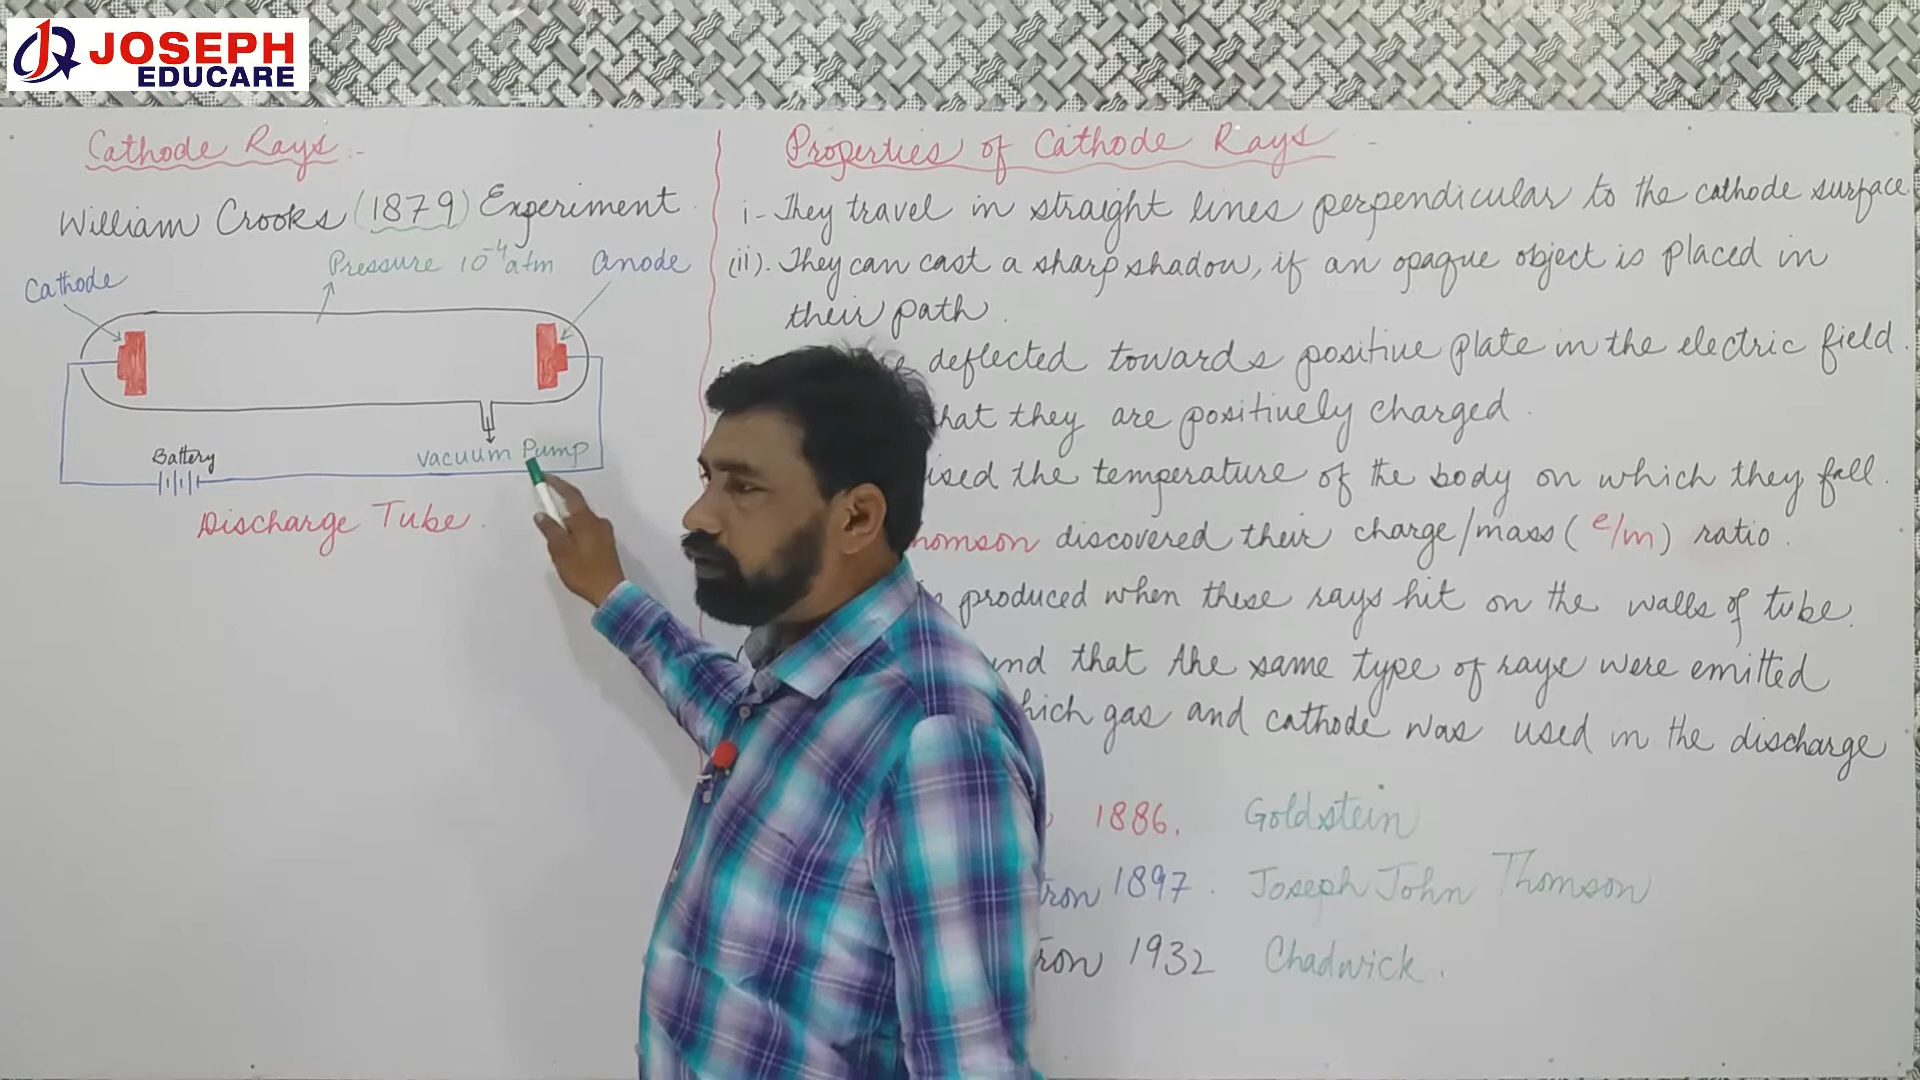 JOSEPH
EDUCARE
Cathode Rays :-
William Crooks (1879) Experiment
Pressure 10⁻⁴ atm
Anode
Cathode
Battery
Vacuum Pump
Discharge Tube.
Properties of Cathode Rays -
i- They travel in straight lines perpendicular to the cathode surface
(ii). They can cast a sharp shadow, if an opaque object is placed in
their path.
deflected towards positive plate in the electric field.
hat they are positively charged.
ised the temperature of the body on which they fall.
homson discovered their charge/mass (e/m) ratio.
produced when these rays hit on the walls of tube.
nd that the same type of rays were emitted
hich gas and cathode was used in the discharge
1886. Goldstein
tron 1897. Joseph John Thomson
ron 1932 Chadwick.